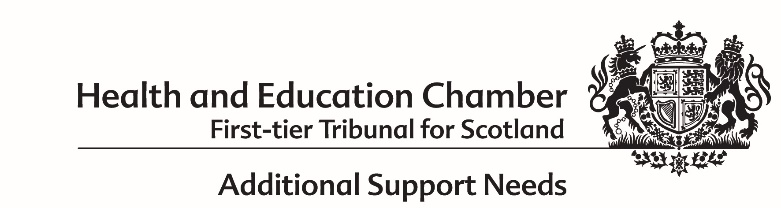 Health and Education Chamber
First-tier Tribunal for Scotland
Additional Support Needs